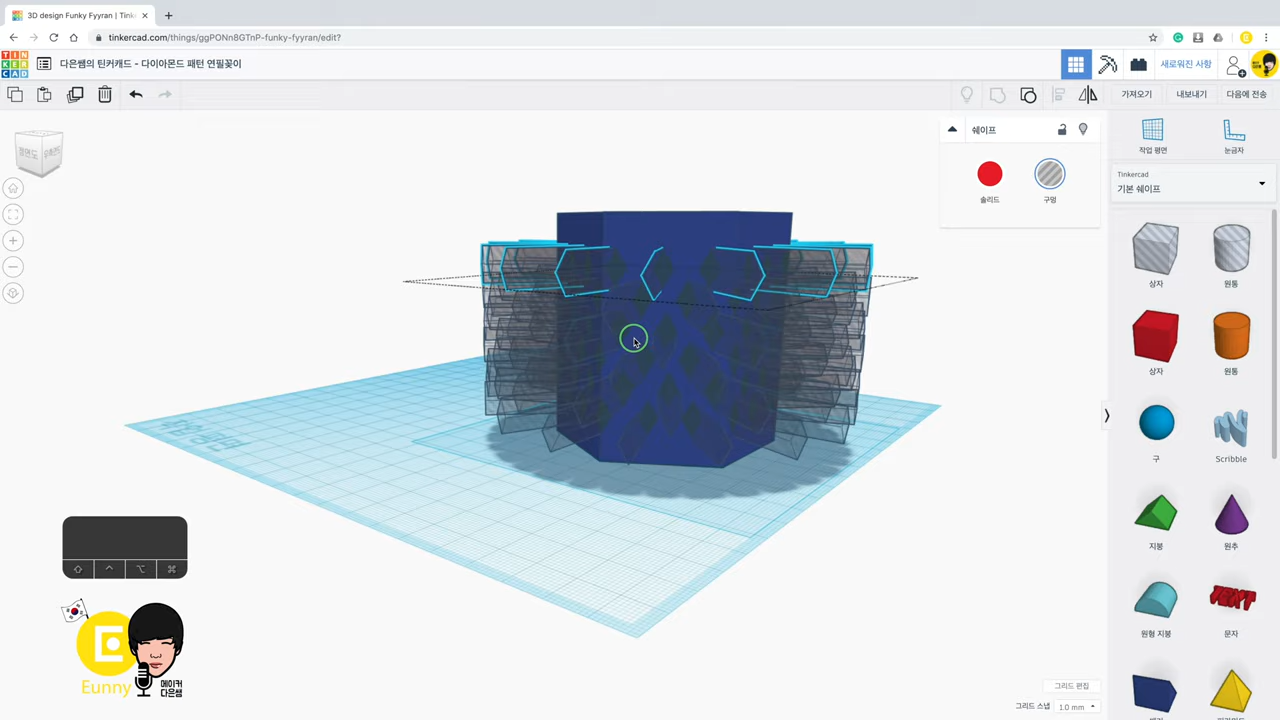 3D design Funky Fyyran | Tink
tinkercad.com/things/ggPONn8GTnP-funky-fyyran/edit?
E
TIN
KER
CAD
다은쌤의 틴커캐드 - 다이아몬드 패턴 연필꽂이
새로워진 사항
가져오기
내보내기
다음에 전송
쉐이프
솔리드
구멍
작업 평면
눈금자
Tinkercad
기본 쉐이프
상자
원통
상자
원통
구
Scribble
지붕
원추
원형 지붕
문자
TEXT
정면도
Eunny
메이커
다은쌤
그리드 편집
그리드 스냅
1.0 mm